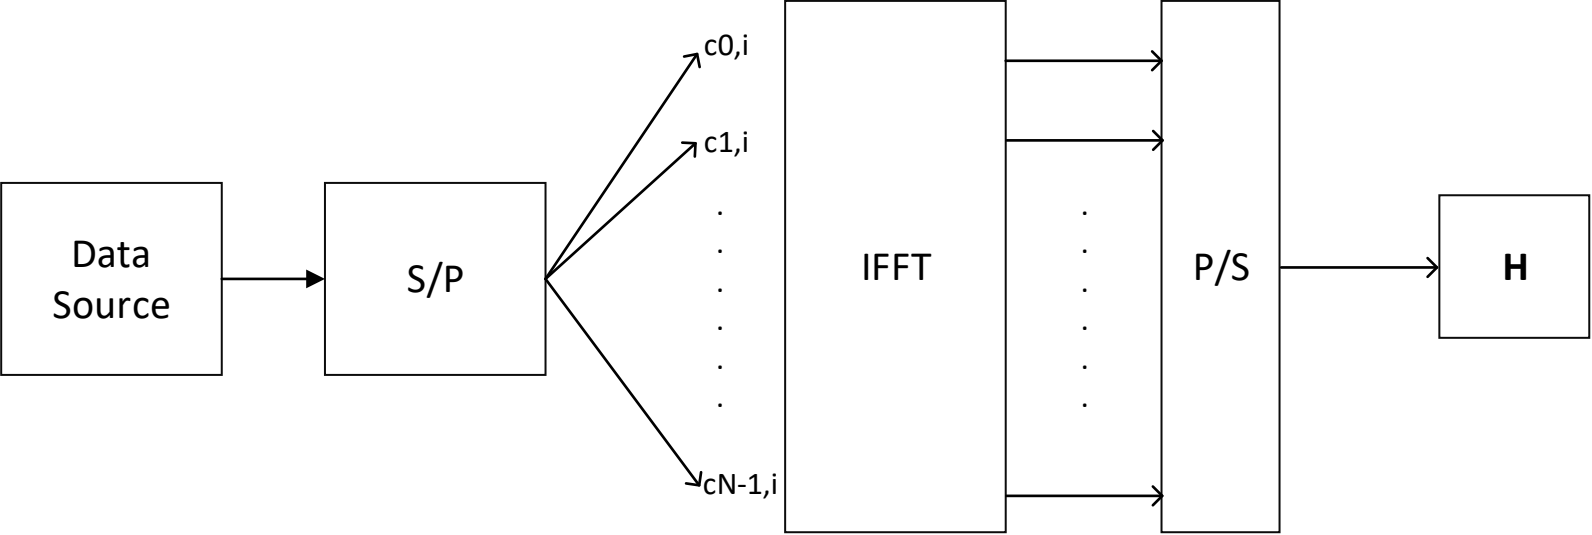 Data
Source
S/P
c0,i
c1,i
.
.
.
.
.
.
cN-1,i
IFFT
.
.
.
.
.
.
P/S
H